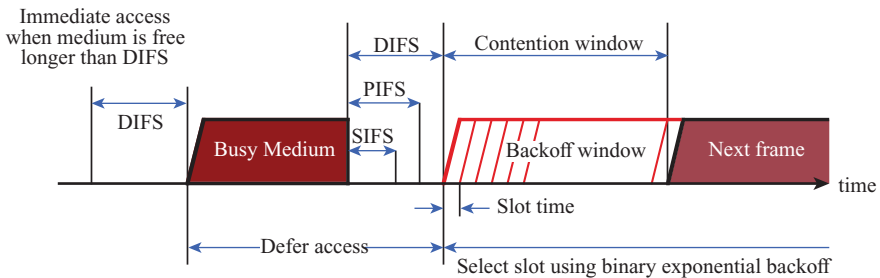 Immediate access
when medium is free
longer than DIFS
DIFS
Busy Medium
DIFS
PIFS
SIFS
Contention window
Backoff window
Next frame
time
Slot time
Defer access
Select slot using binary exponential backoff